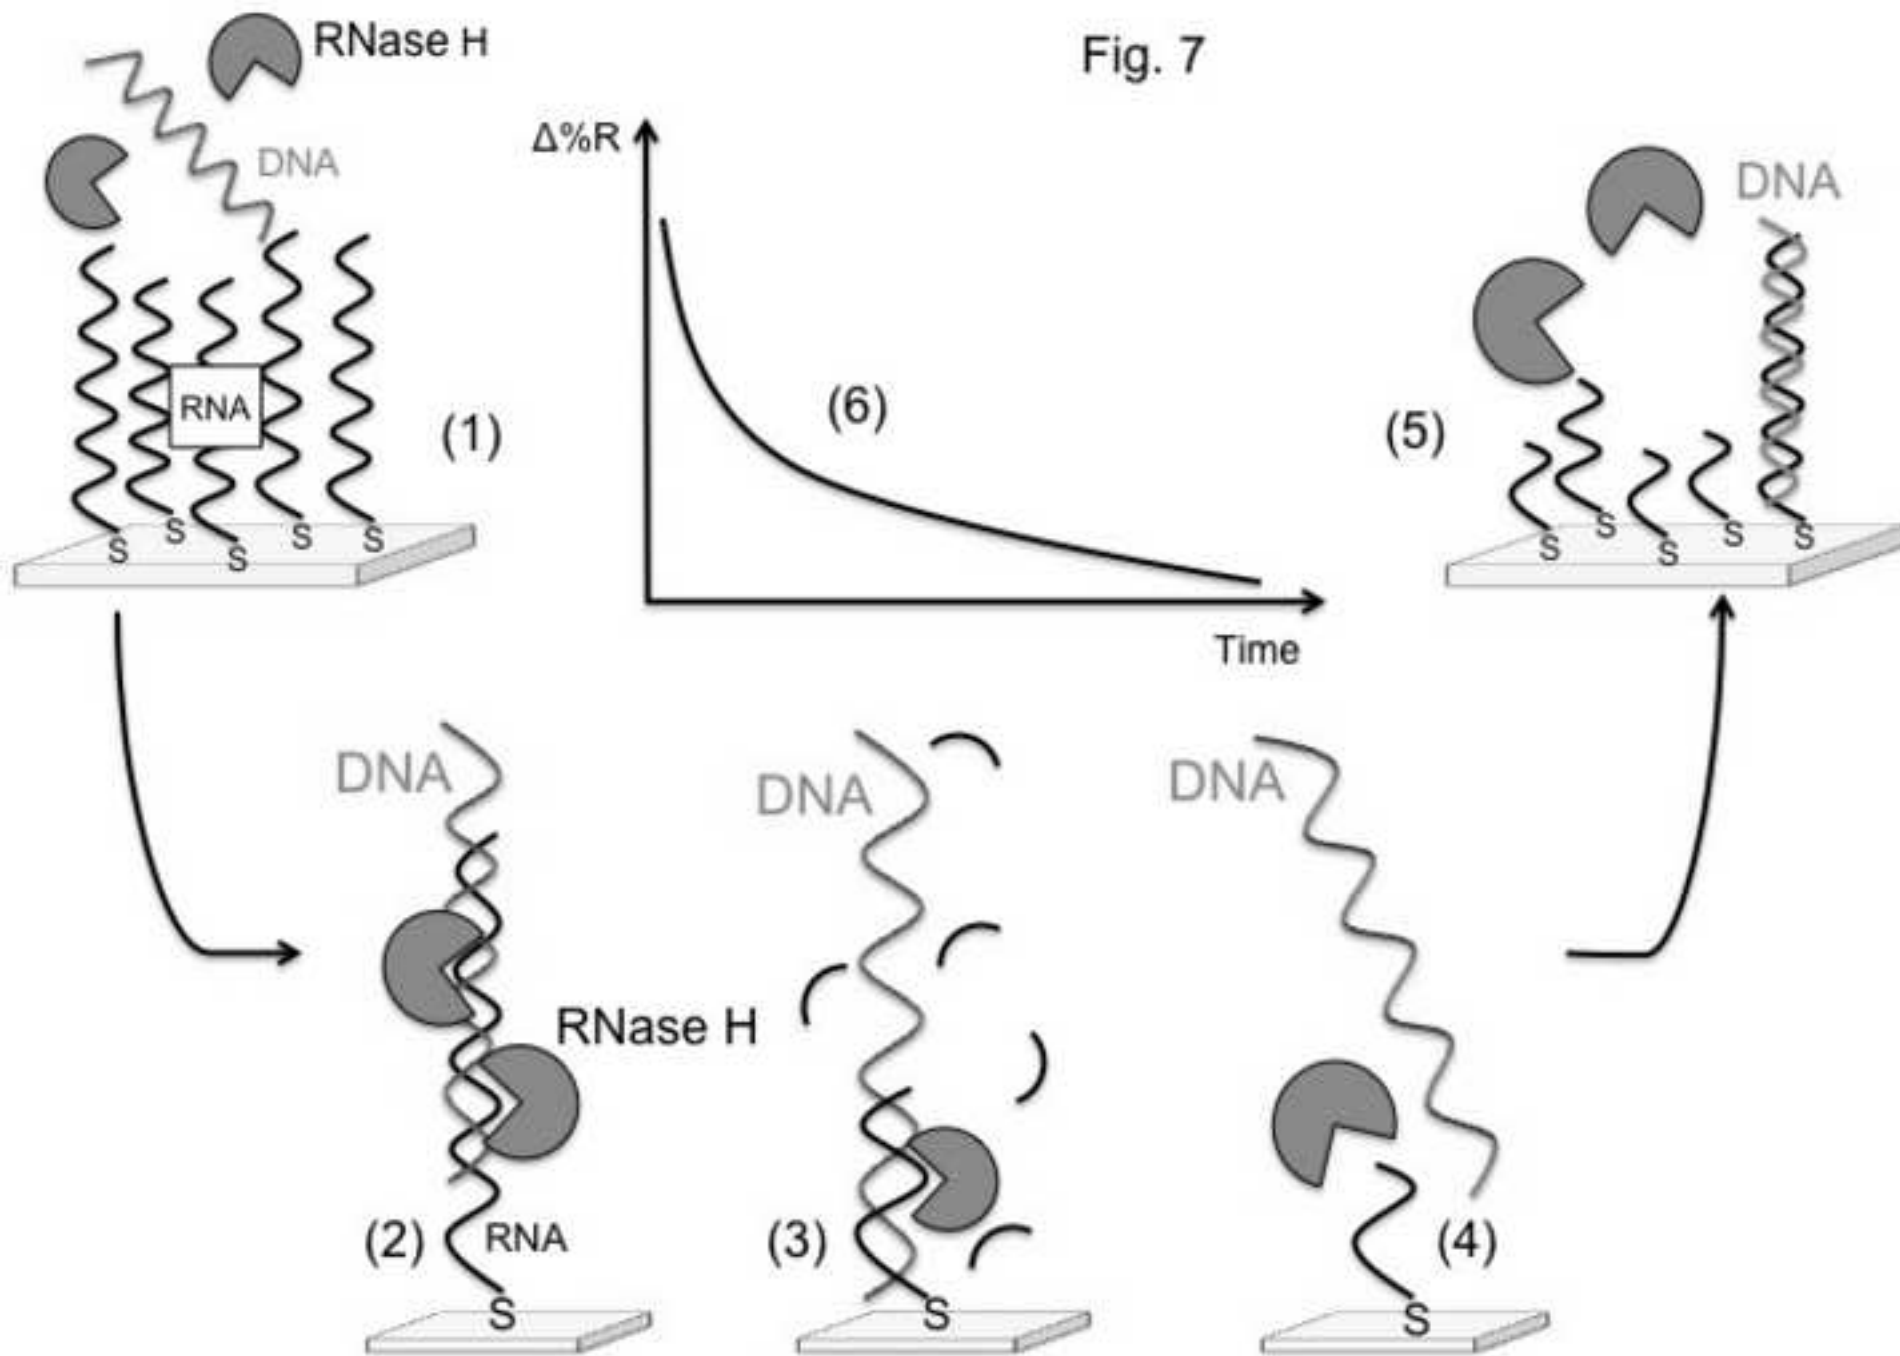 RNase H
Fig. 7
DNA
RNA
(1)
S
S
S
S
S
Δ%R
(6)
Time
DNA
(5)
S
S
S
S
S
DNA
RNase H
(2)
RNA
S
DNA
(3)
S
DNA
(4)
S